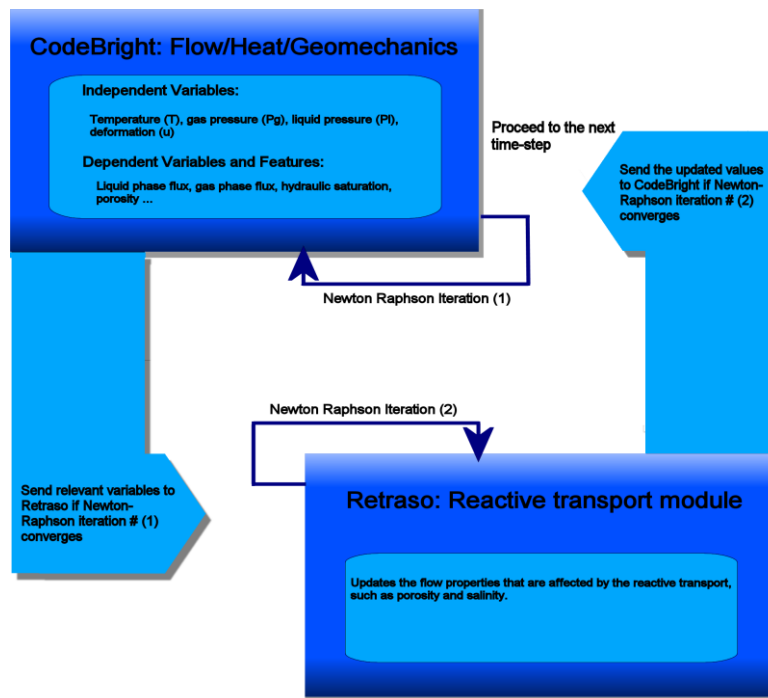 CodeBright: Flow/Heat/Geomechanics
Independent Variables:
Temperature (T), gas pressure (Pg), liquid pressure (Pl),
deformation (u)
Dependent Variables and Features:
Liquid phase flux, gas phase flux, hydraulic saturation,
porosity ...
Proceed to the next
time-step
Send the updated values
to CodeBright if Newton-
Raphson iteration # (2)
converges
Newton Raphson Iteration (1)
Newton Raphson Iteration (2)
Send relevant variables to
Retraso if Newton-
Raphson iteration # (1)
converges
Retraso: Reactive transport module
Updates the flow properties that are affected by the reactive transport,
such as porosity and salinity.